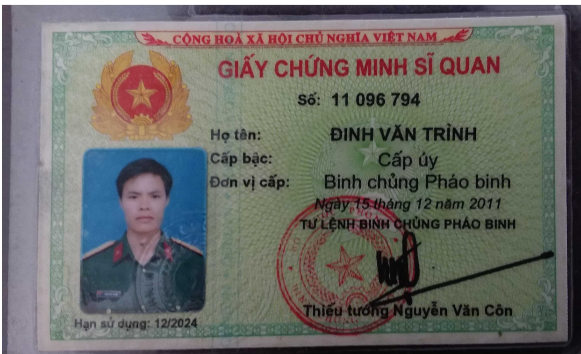 CỘNG HOÀ XÃ HỘI CHỦ NGHĨA VIỆT NAM
GIẤY CHỨNG MINH SĨ QUAN
Số: 11 096 794
Họ tên: ĐINH VĂN TRÌNH
Cấp bậc: Cấp úy
Đơn vị cấp: Binh chủng Pháo binh
Ngày 15 tháng 12 năm 2011
TƯ LỆNH BINH CHỦNG PHÁO BINH
Thiếu tướng Nguyễn Văn Côn
Hạn sử dụng: 12/2024